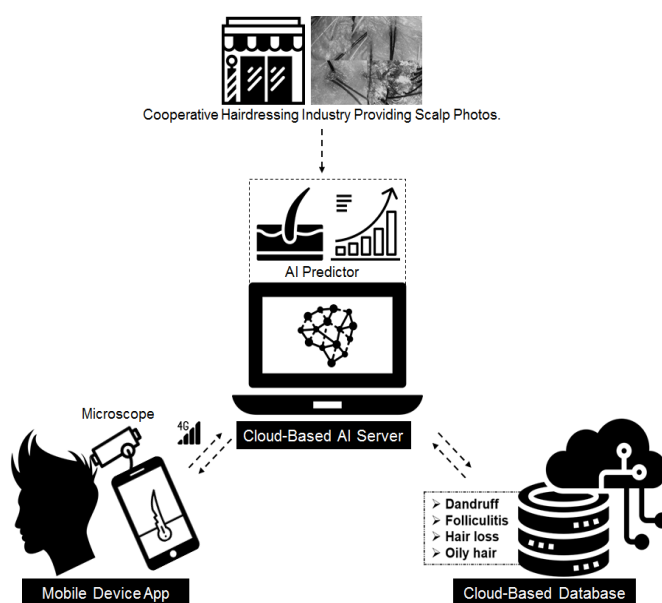 Cooperative Hairdressing Industry Providing Scalp Photos.
AI Predictor
Microscope
4G
Cloud-Based AI Server
Dandruff
Folliculitis
Hair loss
Oily hair
Mobile Device App
Cloud-Based Database